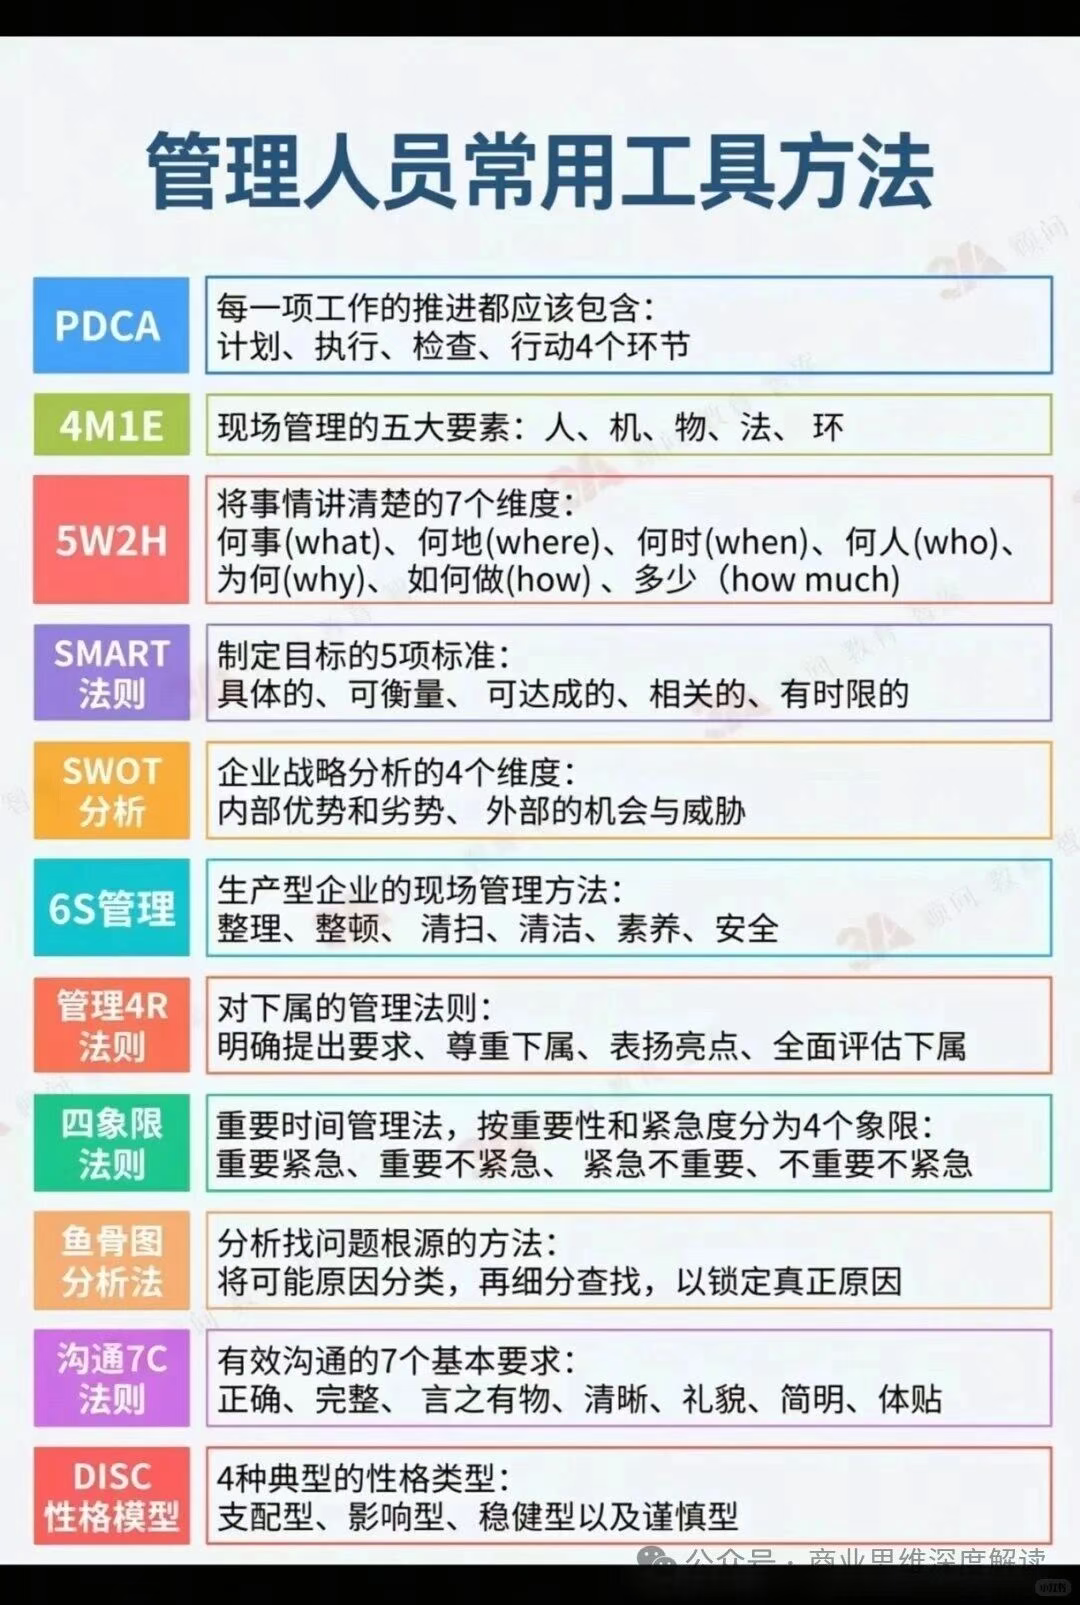 管理人员常用工具方法
PDCA
每一项工作的推进都应该包含：
计划、执行、检查、行动4个环节
4M1E
现场管理的五大要素：人、机、物、法、 环
5W2H
将事情讲清楚的7个维度：
何事(what)、何地(where)、何时(when)、何人(who)、
为何(why)、 如何做(how) 、多少（how much)
SMART
法则
制定目标的5项标准：
具体的、可衡量、 可达成的、相关的、有时限的
SWOT
分析
企业战略分析的4个维度：
内部优势和劣势、 外部的机会与威胁
6S管理
生产型企业的现场管理方法：
整理、整顿、 清扫、清洁、素养、安全
管理4R
法则
对下属的管理法则：
明确提出要求、尊重下属、表扬亮点、全面评估下属
四象限
法则
重要时间管理法，按重要性和紧急度分为4个象限：
重要紧急、重要不紧急、 紧急不重要、不重要不紧急
鱼骨图
分析法
分析找问题根源的方法：
将可能原因分类，再细分查找，以锁定真正原因
沟通7C
法则
有效沟通的7个基本要求：
正确、完整、 言之有物、清晰、礼貌、简明、体贴
DISC
性格模型
4种典型的性格类型：
支配型、影响型、稳健型以及谨慎型
公众号 · 商业思维深度解读